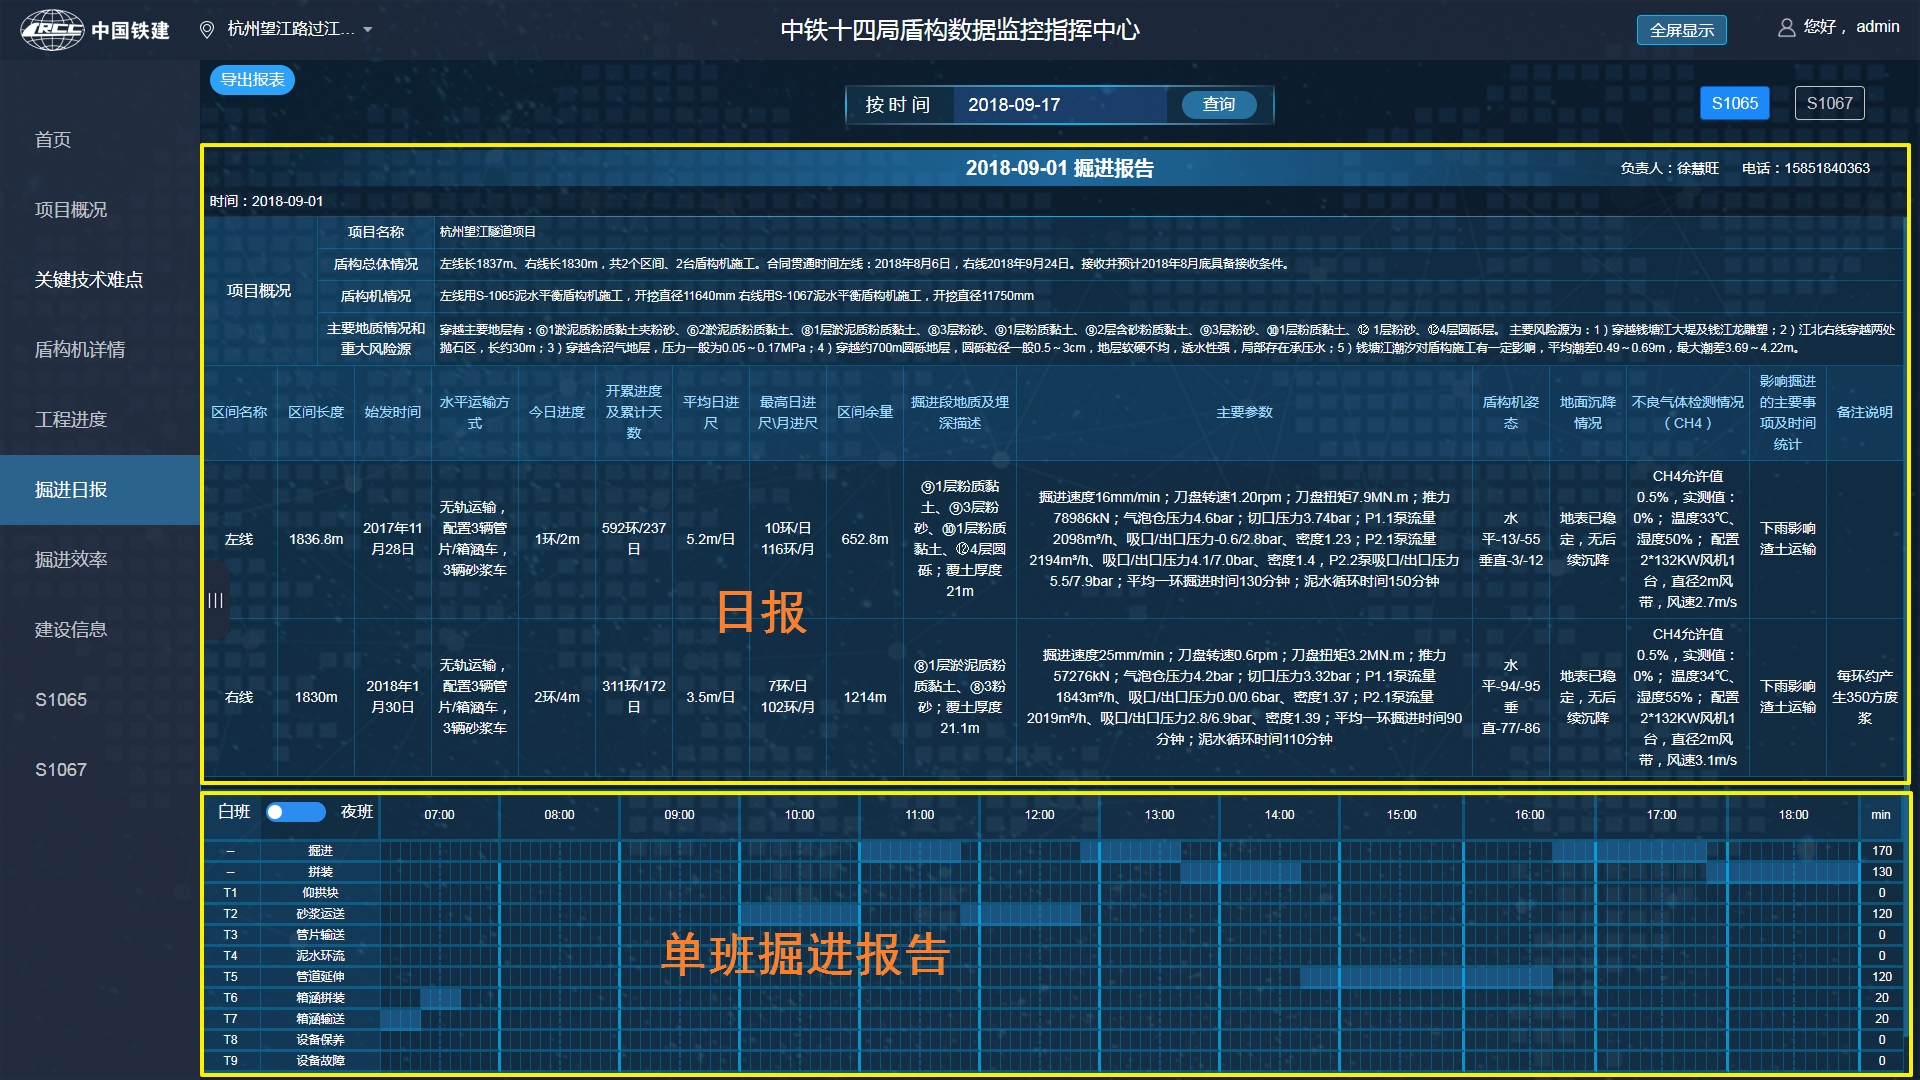 CRCC 中国铁建
杭州望江路过江...
中铁十四局盾构数据监控指挥中心
全屏显示
您好， admin
首页
项目概况
关键技术难点
盾构机详情
工程进度
掘进日报
掘进效率
建设信息
S1065
S1067
导出报表
按 时 间 2018-09-17 查询
S1065 S1067
2018-09-01 掘进报告
负责人：徐慧旺 电话：15851840363
时间：2018-09-01
项目概况
项目名称 杭州望江隧道项目
盾构总体情况 左线长1837m、右线长1830m，共2个区间、2台盾构机施工。合同贯通时间左线：2018年8月6日，右线2018年9月24日。接收井预计2018年8月底具备接收条件。
盾构机情况 左线用S-1065泥水平衡盾构机施工，开挖直径11640mm 右线用S-1067泥水平衡盾构机施工，开挖直径11750mm
主要地质情况和
重大风险源
穿越主要地层有：⑥1淤泥质粉质黏土夹粉砂、⑥2淤泥质粉质黏土、⑧1层淤泥质粉质黏土、⑧3层粉砂、⑨1层粉质黏土、⑨2层含砂粉质黏土、⑨3层粉砂、⑩1层粉质黏土、⑫ 1层粉砂、⑫4层圆砾层。 主要风险源为：1）穿越钱塘江大堤及钱江龙雕塑；2）江北右线穿越两处
抛石区，长约30m；3）穿越含沼气地层，压力一般为0.05～0.17MPa；4）穿越约700m圆砾地层，圆砾粒径一般0.5～3cm，地层软硬不均，透水性强，局部存在承压水；5）钱塘江潮汐对盾构施工有一定影响，平均潮差0.49～0.69m，最大潮差3.69～4.22m。
区间名称
区间长度
始发时间
水平运输方
式
今日进度
开累进度
及累计天
数
平均日进
尺
最高日进
尺\月进尺
区间余量
掘进段地质及埋
深描述
主要参数
盾构机姿
态
地面沉降
情况
不良气体检测情况
（CH4）
影响掘进
的主要事
项及时间
统计
备注说明
左线
1836.8m
2017年11
月28日
无轨运输，
配置3辆管
片/箱涵车，
3辆砂浆车
1环/2m
592环/237
日
5.2m/日
10环/日
116环/月
652.8m
⑨1层粉质黏
土、⑨3层粉
砂、⑩1层粉质
黏土、⑫4层圆
砾；覆土厚度
21m
掘进速度16mm/min；刀盘转速1.20rpm；刀盘扭矩7.9MN.m；推力
78986kN；气泡仓压力4.6bar；切口压力3.74bar；P1.1泵流量
2098m³/h、吸口/出口压力-0.6/2.8bar、密度1.23；P2.1泵流量
2194m³/h、吸口/出口压力4.1/7.0bar、密度1.4，P2.2泵吸口/出口压力
5.5/7.9bar；平均一环掘进时间130分钟；泥水循环时间150分钟
水
平-13/-55
垂直-3/-12
地表已稳
定，无后
续沉降
CH4允许值
0.5%，实测值：
0%； 温度33℃、
湿度50%； 配置
2*132KW风机1
台，直径2m风
带，风速2.7m/s
下雨影响
渣土运输
右线
1830m
2018年1
月30日
无轨运输，
配置3辆管
片/箱涵车，
3辆砂浆车
2环/4m
311环/172
日
3.5m/日
7环/日
102环/月
1214m
⑧1层淤泥质粉
质黏土、⑧3粉
砂；覆土厚度
21.1m
掘进速度25mm/min；刀盘转速0.6rpm；刀盘扭矩3.2MN.m；推力
57276kN；气泡仓压力4.2bar；切口压力3.32bar；P1.1泵流量
1843m³/h、吸口/出口压力0.0/0.6bar、密度1.37；P2.1泵流量
2019m³/h、吸口/出口压力2.8/6.9bar、密度1.39；平均一环掘进时间90
分钟；泥水循环时间110分钟
水
平-94/-95
垂
直-77/-86
地表已稳
定，无后
续沉降
CH4允许值
0.5%，实测值：
0%； 温度34℃、
湿度55%； 配置
2*132KW风机1
台，直径2m风
带，风速3.1m/s
下雨影响
渣土运输
每环约产
生350方废
浆
日报
白班 夜班 07:00 08:00 09:00 10:00 11:00 12:00 13:00 14:00 15:00 16:00 17:00 18:00 min
-- 掘进 170
-- 拼装 130
T1 仰拱块 0
T2 砂浆运送 120
T3 管片输送 0
T4 泥水环流 0
T5 管道延伸 120
T6 箱涵拼装 20
T7 箱涵输送 20
T8 设备保养 0
T9 设备故障 0
单班掘进报告